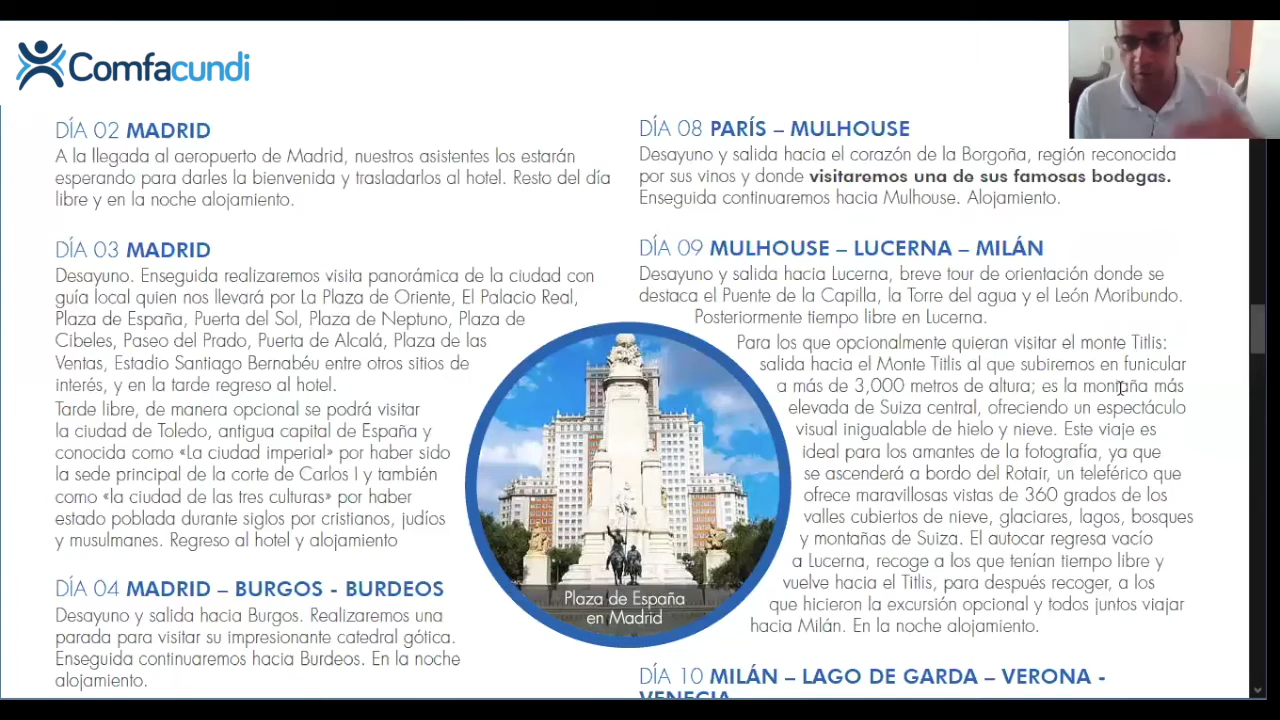 Comfacundi
DÍA 02 MADRID
A la llegada al aeropuerto de Madrid, nuestros asistentes los estarán
esperando para darles la bienvenida y trasladarlos al hotel. Resto del día
libre y en la noche alojamiento.
DÍA 03 MADRID
Desayuno. Enseguida realizaremos visita panorámica de la ciudad con
guía local quien nos llevará por La Plaza de Oriente, El Palacio Real,
Plaza de España, Puerta del Sol, Plaza de Neptuno, Plaza de
Cibeles, Paseo del Prado, Puerta de Alcalá, Plaza de las
Ventas, Estadio Santiago Bernabéu entre otros sitios de
interés, y en la tarde regreso al hotel.
Tarde libre, de manera opcional se podrá visitar
la ciudad de Toledo, antigua capital de España y
conocida como «La ciudad imperial» por haber sido
la sede principal de la corte de Carlos I y también
como «la ciudad de las tres culturas» por haber
estado poblada durante siglos por cristianos, judíos
y musulmanes. Regreso al hotel y alojamiento
DÍA 04 MADRID – BURGOS - BURDEOS
Desayuno y salida hacia Burgos. Realizaremos una
parada para visitar su impresionante catedral gótica.
Enseguida continuaremos hacia Burdeos. En la noche
alojamiento.
Plaza de España
en Madrid
DÍA 08 PARÍS – MULHOUSE
Desayuno y salida hacia el corazón de la Borgoña, región reconocida
por sus vinos y donde visitaremos una de sus famosas bodegas.
Enseguida continuaremos hacia Mulhouse. Alojamiento.
DÍA 09 MULHOUSE – LUCERNA – MILÁN
Desayuno y salida hacia Lucerna, breve tour de orientación donde se
destaca el Puente de la Capilla, la Torre del agua y el León Moribundo.
Posteriormente tiempo libre en Lucerna.
Para los que opcionalmente quieran visitar el monte Titlis:
salida hacia el Monte Titlis al que subiremos en funicular
a más de 3,000 metros de altura; es la montaña más
elevada de Suiza central, ofreciendo un espectáculo
visual inigualable de hielo y nieve. Este viaje es
ideal para los amantes de la fotografía, ya que
se ascenderá a bordo del Rotair, un teleférico que
ofrece maravillosas vistas de 360 grados de los
valles cubiertos de nieve, glaciares, lagos, bosques
y montañas de Suiza. El autocar regresa vacío
a Lucerna, recoge a los que tenían tiempo libre y
vuelve hacia el Titlis, para después recoger, a los
que hicieron la excursión opcional y todos juntos viajar
hacia Milán. En la noche alojamiento.
DÍA 10 MILÁN – LAGO DE GARDA – VERONA -
VENECIA